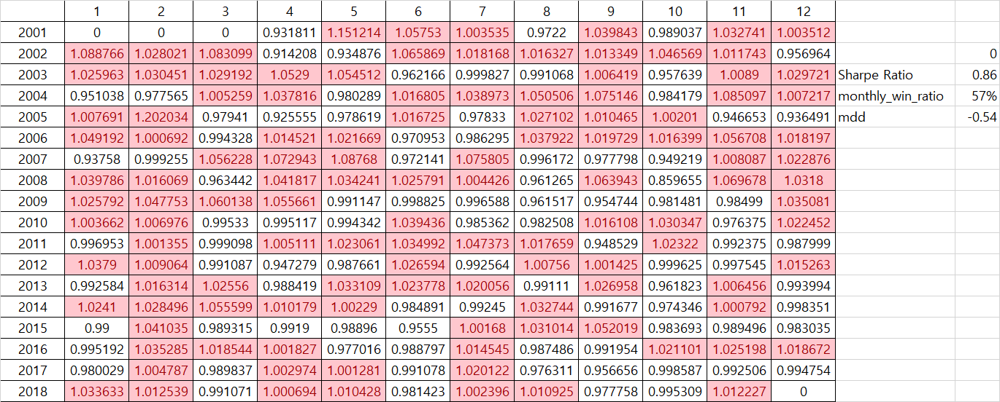 1 2 3 4 5 6 7 8 9 10 11 12
2001 0 0 0 0.931811 1.151214 1.05753 1.003535 0.9722 1.039843 0.989037 1.032741 1.003512
2002 1.088766 1.028021 1.083099 0.914208 0.934876 1.065869 1.018168 1.016327 1.013349 1.046569 1.011743 0.956964 0
2003 1.025963 1.030451 1.029192 1.0529 1.054512 0.962166 0.999827 0.991068 1.006419 0.957639 1.0089 1.029721 Sharpe Ratio 0.86
2004 0.951038 0.977565 1.005259 1.037816 0.980289 1.016805 1.038973 1.050506 1.075146 0.984179 1.085097 1.007217 monthly_win_ratio 57%
2005 1.007691 1.202034 0.97941 0.925555 0.978619 1.016725 0.97833 1.027102 1.010465 1.00201 0.946653 0.936491 mdd -0.54
2006 1.049192 1.000692 0.994328 1.014521 1.021669 0.970953 0.986295 1.037922 1.019729 1.016399 1.056708 1.018197
2007 0.93758 0.999255 1.056228 1.072943 1.08768 0.972141 1.075805 0.996172 0.977798 0.949219 1.008087 1.022876
2008 1.039786 1.016069 0.963442 1.041817 1.034241 1.025791 1.004426 0.961265 1.063943 0.859655 1.069678 1.0318
2009 1.025792 1.047753 1.060138 1.055661 0.991147 0.998825 0.996588 0.961517 0.954744 0.981481 0.98499 1.035081
2010 1.003662 1.006976 0.99533 0.995117 0.994342 1.039436 0.985362 0.982508 1.016108 1.030347 0.976375 1.022452
2011 0.996953 1.001355 0.999098 1.005111 1.023061 1.034992 1.047373 1.017659 0.948529 1.02322 0.992375 0.987999
2012 1.0379 1.009064 0.991087 0.947279 0.987661 1.026594 0.992564 1.00756 1.001425 0.999625 0.997545 1.015263
2013 0.992584 1.016314 1.02556 0.988419 1.033109 1.023778 1.020056 0.99111 1.026958 0.961823 1.006456 0.993994
2014 1.0241 1.028496 1.055599 1.010179 1.00229 0.984891 0.99245 1.032744 0.991677 0.974346 1.000792 0.998351
2015 0.99 1.041035 0.989315 0.9919 0.98896 0.9555 1.00168 1.031014 1.052019 0.983693 0.989496 0.983035
2016 0.995192 1.035285 1.018544 1.001827 0.977016 0.988797 1.014545 0.987486 0.991954 1.021101 1.025198 1.018672
2017 0.980029 1.004787 0.989837 1.002974 1.001281 0.991078 1.020122 0.976311 0.956656 0.998587 0.992506 0.994754
2018 1.033633 1.012539 0.991071 1.000694 1.010428 0.981423 1.002396 1.010925 0.977758 0.995309 1.012227 0